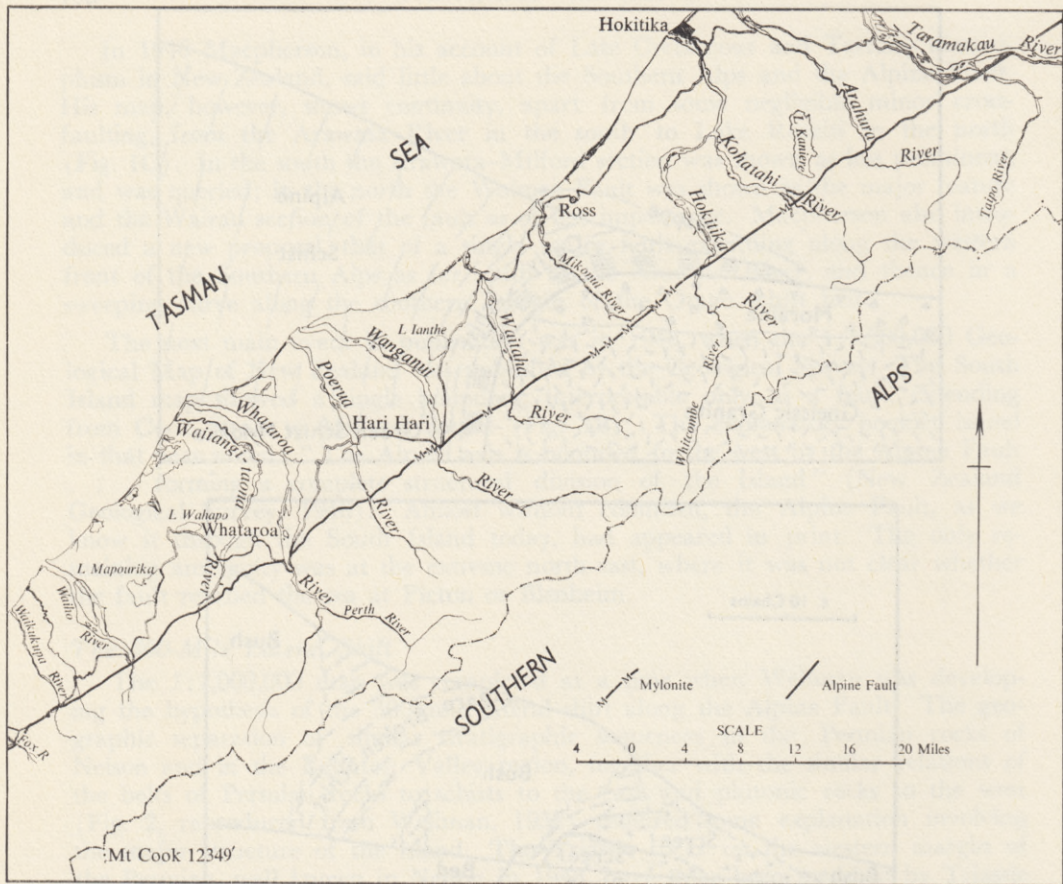 Hokitika
Taramakau
River
Arahura
River
L Kaniere
Kohatahi
River
Taipo River
Hokitika
River
SEA
TASMAN
Ross
Mikonui River
L Ianthe
Wanganui
Waitaha
River
Poerua
Hari Hari
River
River
Whitcombe
River
ALPS
Whataroa
Waitangi-
taona
L Wahapo
Whataroa
River
River
Perth
River
L Mapourika
Waiho
River
Waikukupa
River
Fox R
SOUTHERN
M
M
Mylonite
Alpine Fault
SCALE
4 0 4 8 12 16 20 Miles
Mt Cook 12349'